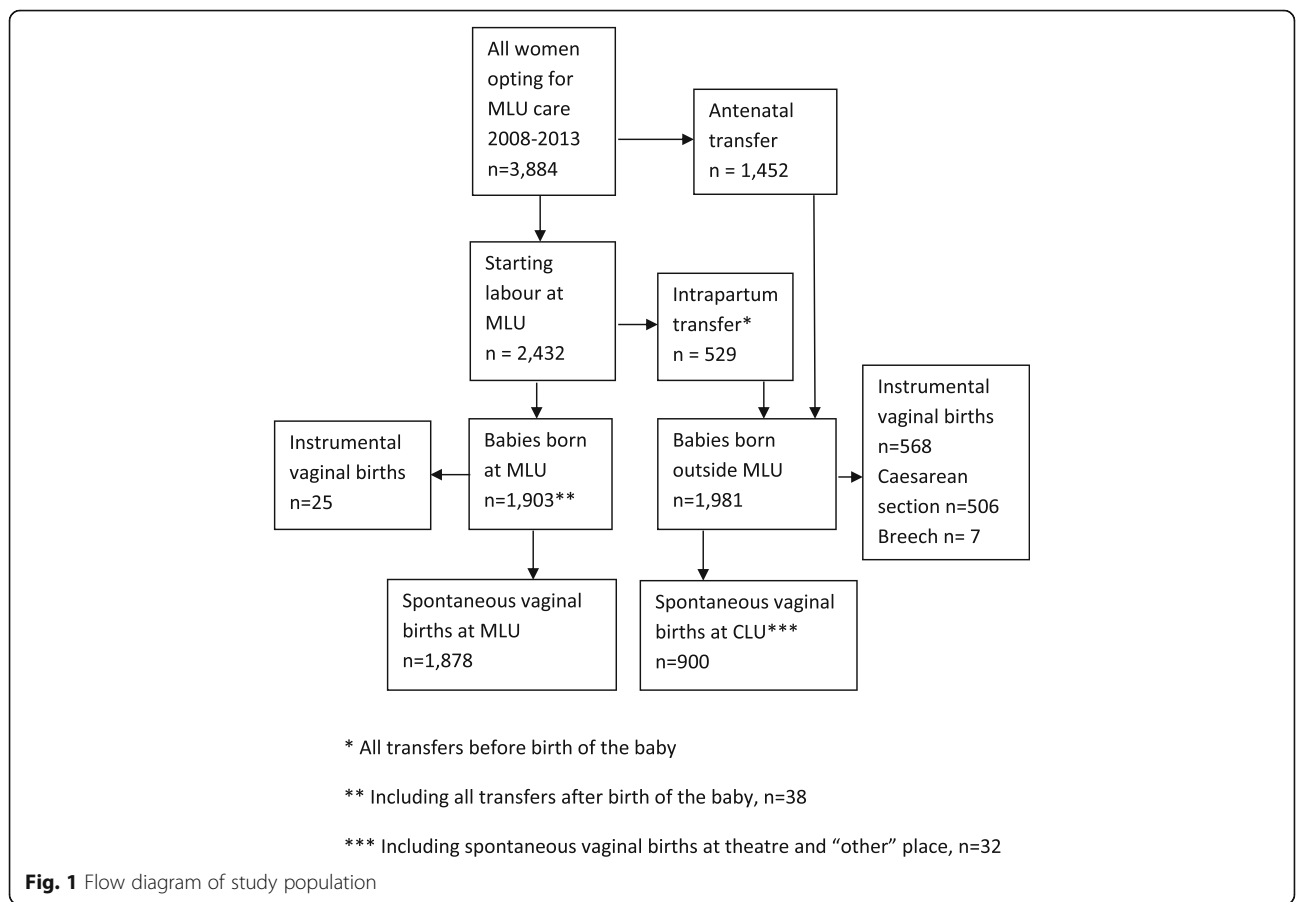 All women
opting for
MLU care
2008-2013
n=3,884
Antenatal
transfer
n = 1,452
Starting
labour at
MLU
n = 2,432
Intrapartum
transfer*
n = 529
Instrumental
vaginal births
n=568
Caesarean
section n=506
Breech n= 7
Instrumental
vaginal births
n=25
Babies born
at MLU
n=1,903**
Babies born
outside MLU
n=1,981
Spontaneous vaginal
births at MLU
n=1,878
Spontaneous vaginal
births at CLU***
n=900
* All transfers before birth of the baby
** Including all transfers after birth of the baby, n=38
*** Including spontaneous vaginal births at theatre and “other” place, n=32
Fig. 1 Flow diagram of study population